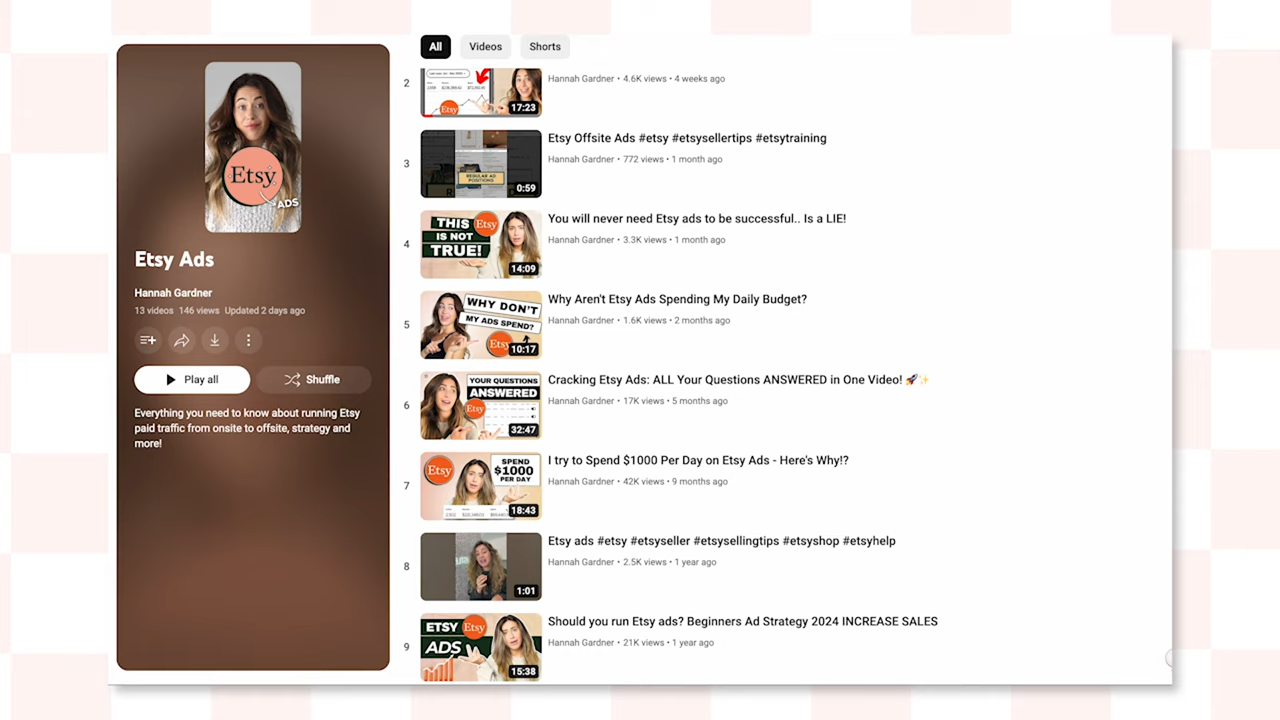 All
Videos
Shorts
Etsy
ADS
Etsy Ads
Hannah Gardner
13 videos 146 views Updated 2 days ago
Play all
Shuffle
Everything you need to know about running Etsy
paid traffic from onsite to offsite, strategy and
more!
2
Etsy
17:23
Hannah Gardner • 4.6K views • 4 weeks ago
3
REGULAR AD
POSITIONS
0:59
Etsy Offsite Ads #etsy #etsysellertips #etsytraining
Hannah Gardner • 772 views • 1 month ago
4
THIS Etsy
IS NOT
TRUE!
14:09
You will never need Etsy ads to be successful.. Is a LIE!
Hannah Gardner • 3.3K views • 1 month ago
5
WHY DON'T
MY ADS SPEND?
Etsy
10:17
Why Aren't Etsy Ads Spending My Daily Budget?
Hannah Gardner • 1.6K views • 2 months ago
6
YOUR QUESTIONS
ANSWERED
Etsy
32:47
Cracking Etsy Ads: ALL Your Questions ANSWERED in One Video! 🚀✨
Hannah Gardner • 17K views • 5 months ago
7
Etsy
SPEND
$1000
PER DAY
18:43
I try to Spend $1000 Per Day on Etsy Ads - Here's Why!?
Hannah Gardner • 42K views • 9 months ago
8
1:01
Etsy ads #etsy #etsyseller #etsysellingtips #etsyshop #etsyhelp
Hannah Gardner • 2.5K views • 1 year ago
9
ETSY Etsy
ADS
15:38
Should you run Etsy ads? Beginners Ad Strategy 2024 INCREASE SALES
Hannah Gardner • 21K views • 1 year ago